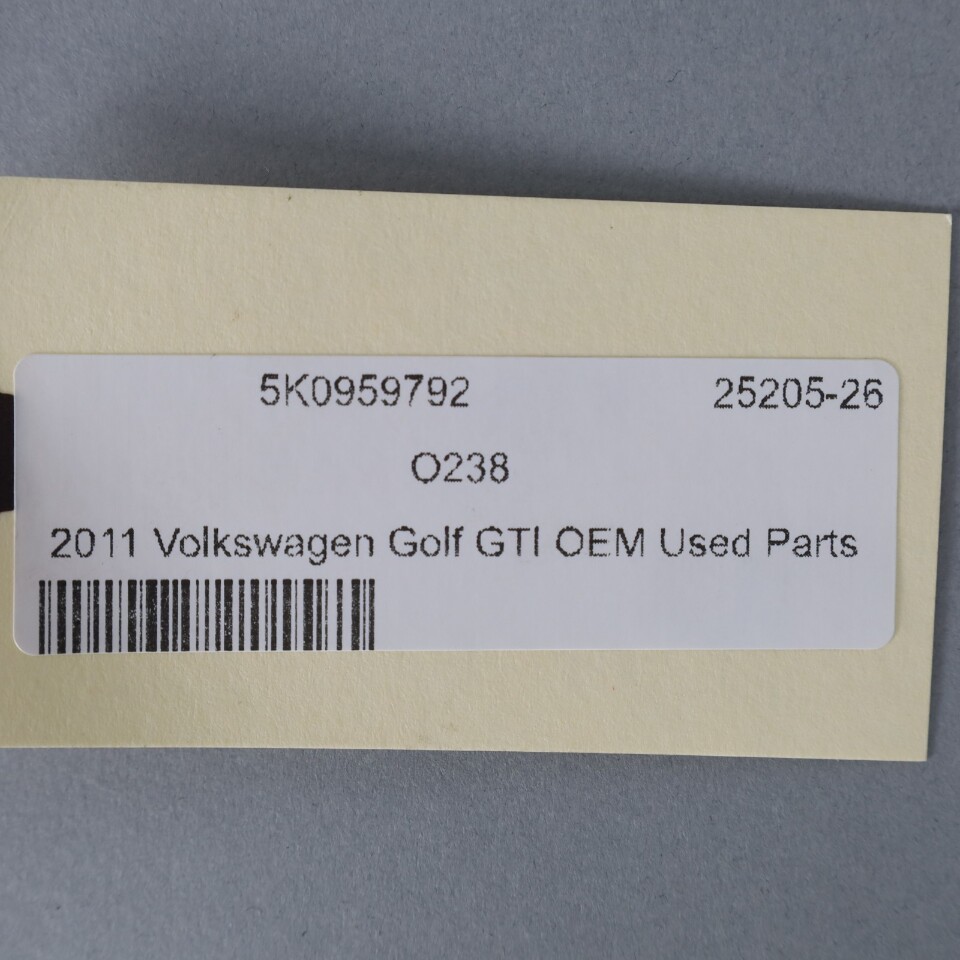 5K0959792 25205-26
O238
2011 Volkswagen Golf GTI OEM Used Parts